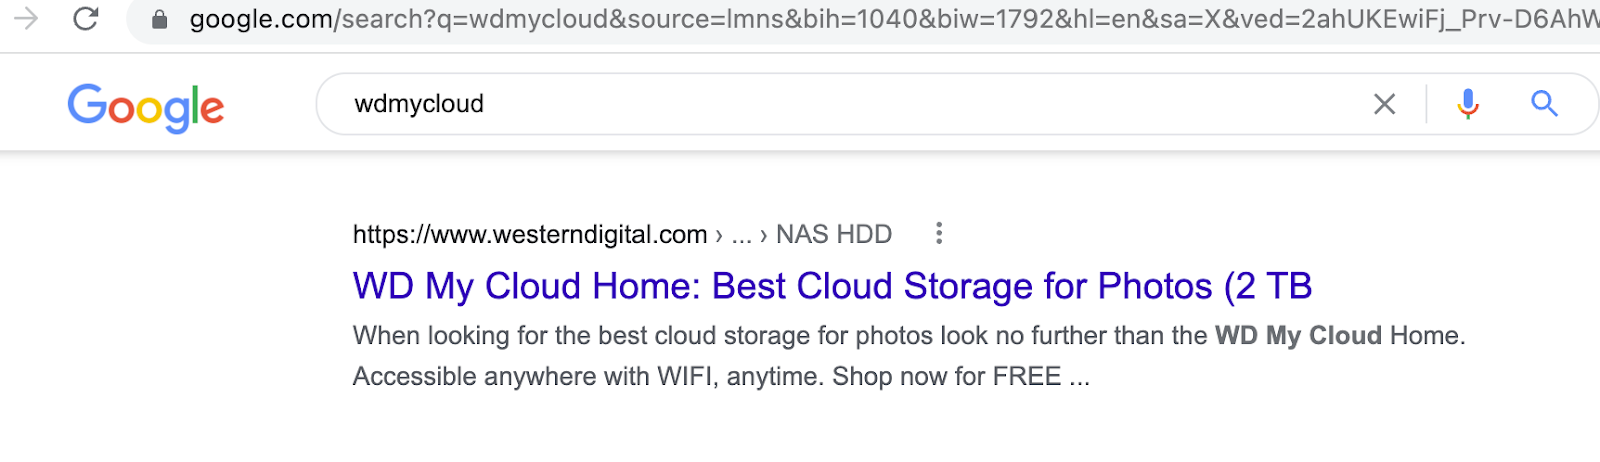 google.com/search?q=wdmycloud&source=lmns&bih=1040&biw=1792&hl=en&sa=X&ved=2ahUKEwiFj_Prv-D6AhW
Google
wdmycloud
https://www.westerndigital.com › ... › NAS HDD
WD My Cloud Home: Best Cloud Storage for Photos (2 TB
When looking for the best cloud storage for photos look no further than the WD My Cloud Home.
Accessible anywhere with WIFI, anytime. Shop now for FREE ...